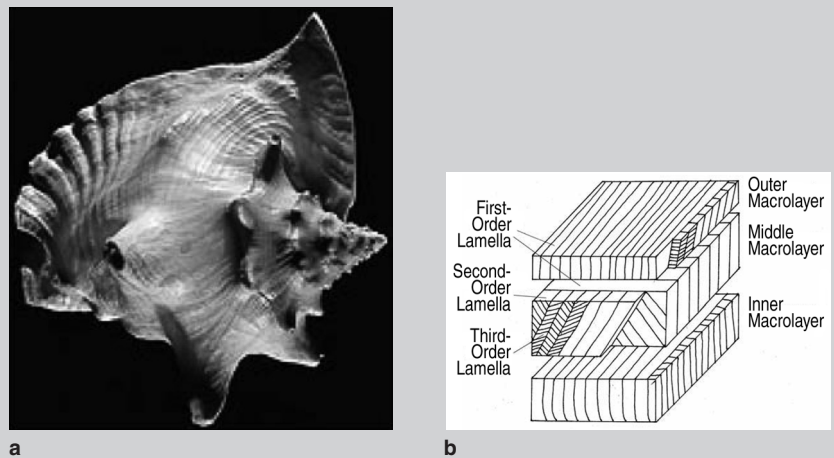 First-
Order
Lamella
Second-
Order
Lamella
Third-
Order
Lamella
Outer
Macrolayer
Middle
Macrolayer
Inner
Macrolayer
a
b